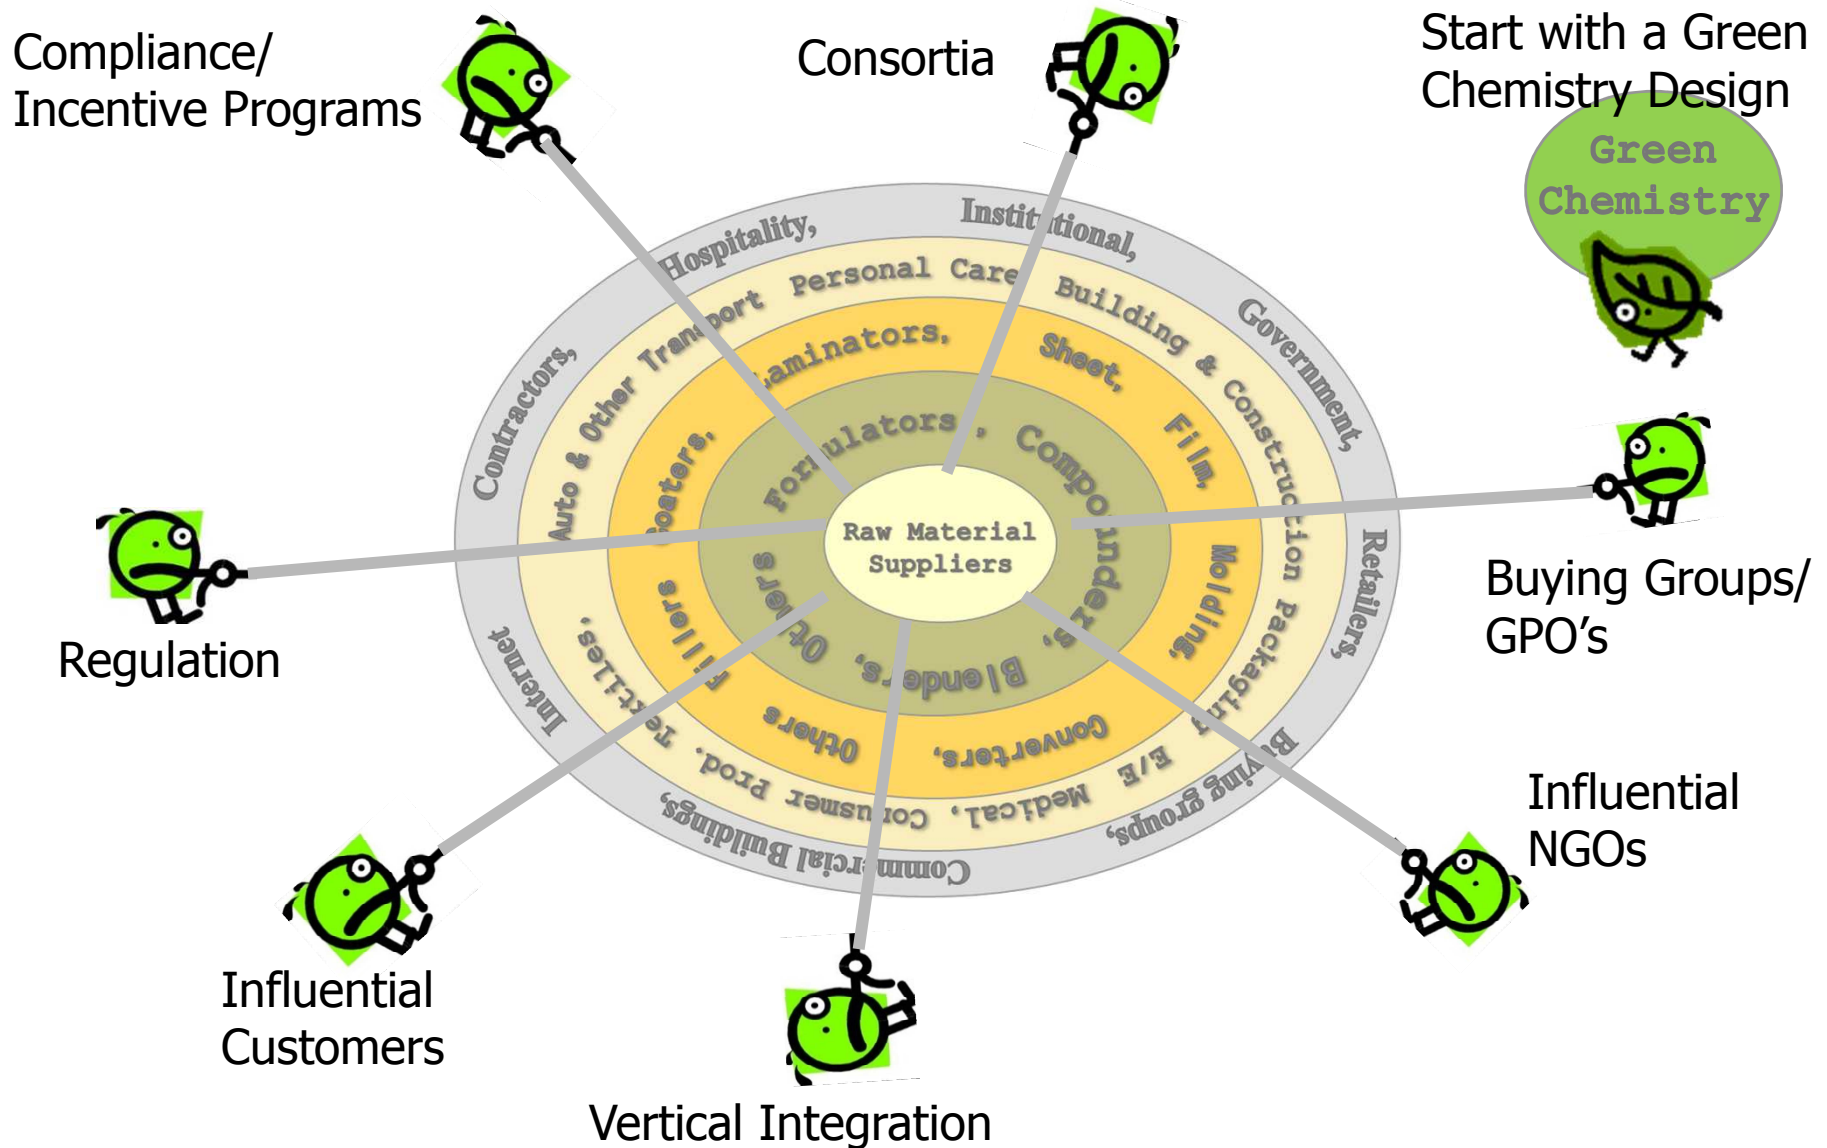 Compliance/
Incentive Programs
Consortia
Start with a Green
Chemistry Design
Green
Chemistry
Contractors, Hospitality, Institutional, Government, Retailers, Buying groups, Commercial Buildings, Internet
Auto & Other Transport Personal Care Building & Construction Packaging E/E Medical, Conusmer Prod. Textiles,
Coaters, Laminators, Sheet, Film, Molding, Converters, Others Fillers
Formulators, Compounders, Blenders, Others
Raw Material
Suppliers
Regulation
Buying Groups/
GPO’s
Influential
NGOs
Influential
Customers
Vertical Integration